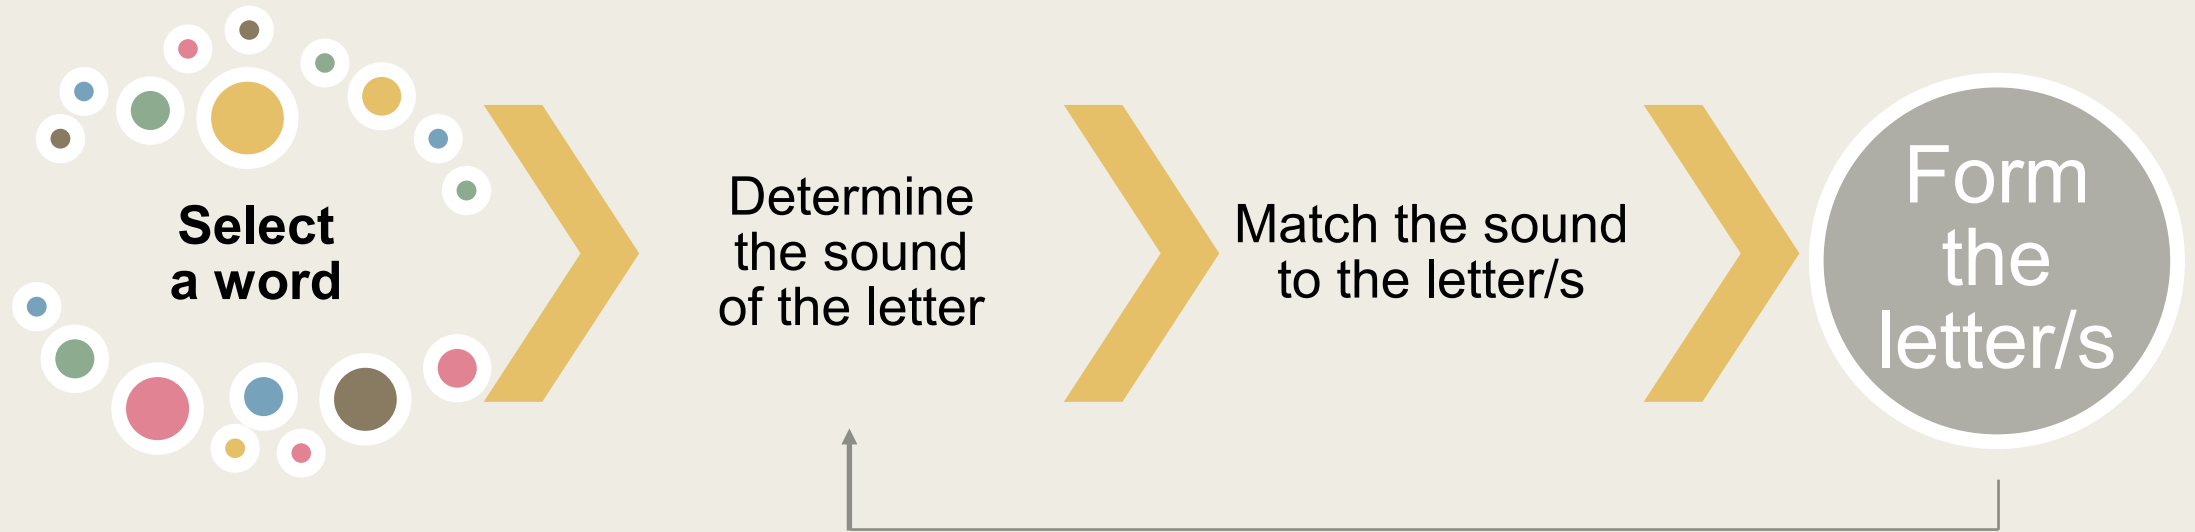 Select
a word
Determine
the sound
of the letter
Match the sound
to the letter/s
Form
the
letter/s